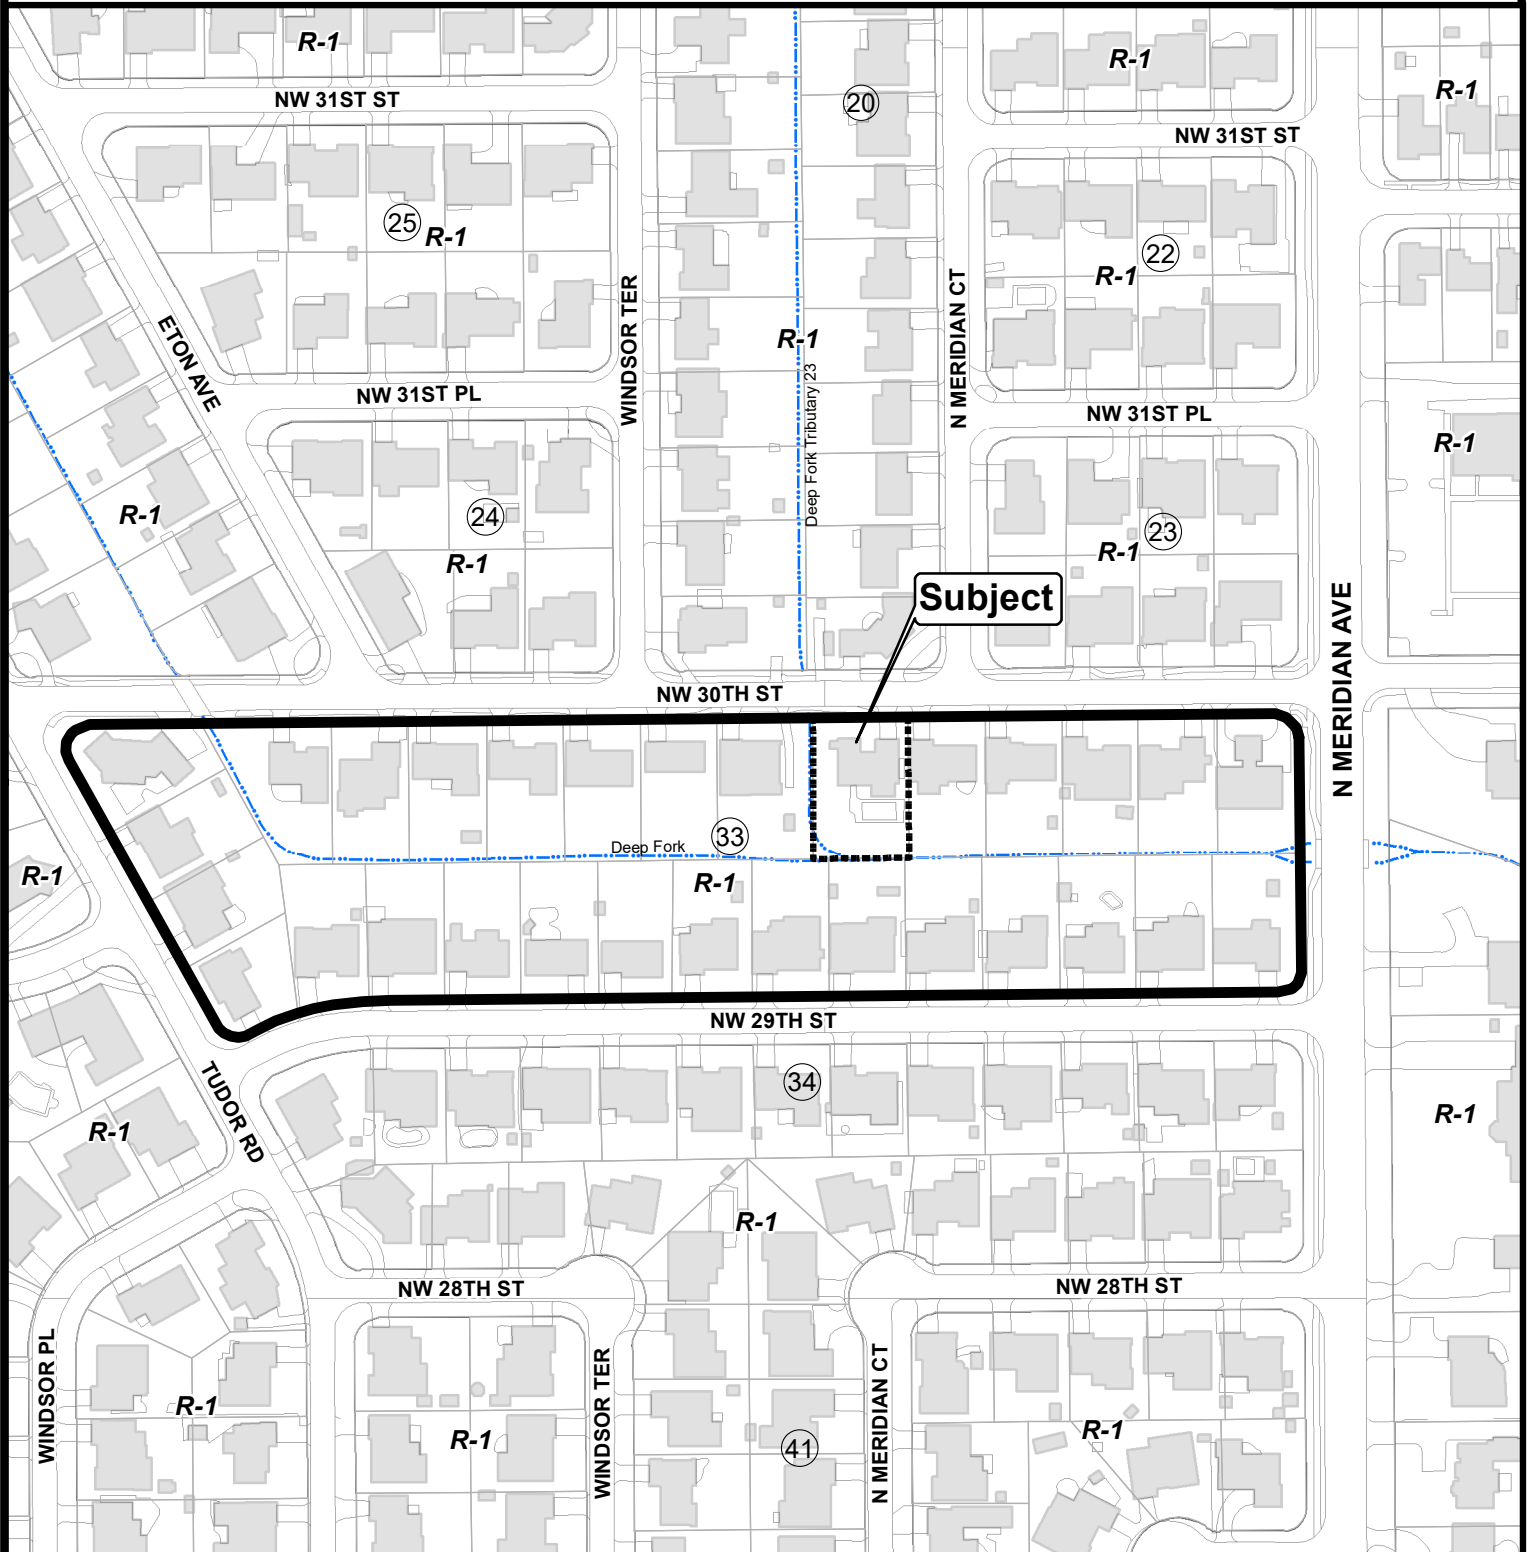 R-1
R-1
R-1
NW 31ST ST
20
NW 31ST ST
25
R-1
22
R-1
ETON AVE
WINDSOR TER
R-1
N MERIDIAN CT
NW 31ST PL
Deep Fork Tributary 23
NW 31ST PL
R-1
R-1
24
R-1
23
R-1
Subject
N MERIDIAN AVE
NW 30TH ST
33
Deep Fork
R-1
R-1
NW 29TH ST
TUDOR RD
34
R-1
R-1
R-1
NW 28TH ST
NW 28TH ST
WINDSOR PL
R-1
R-1
WINDSOR TER
41
N MERIDIAN CT
R-1